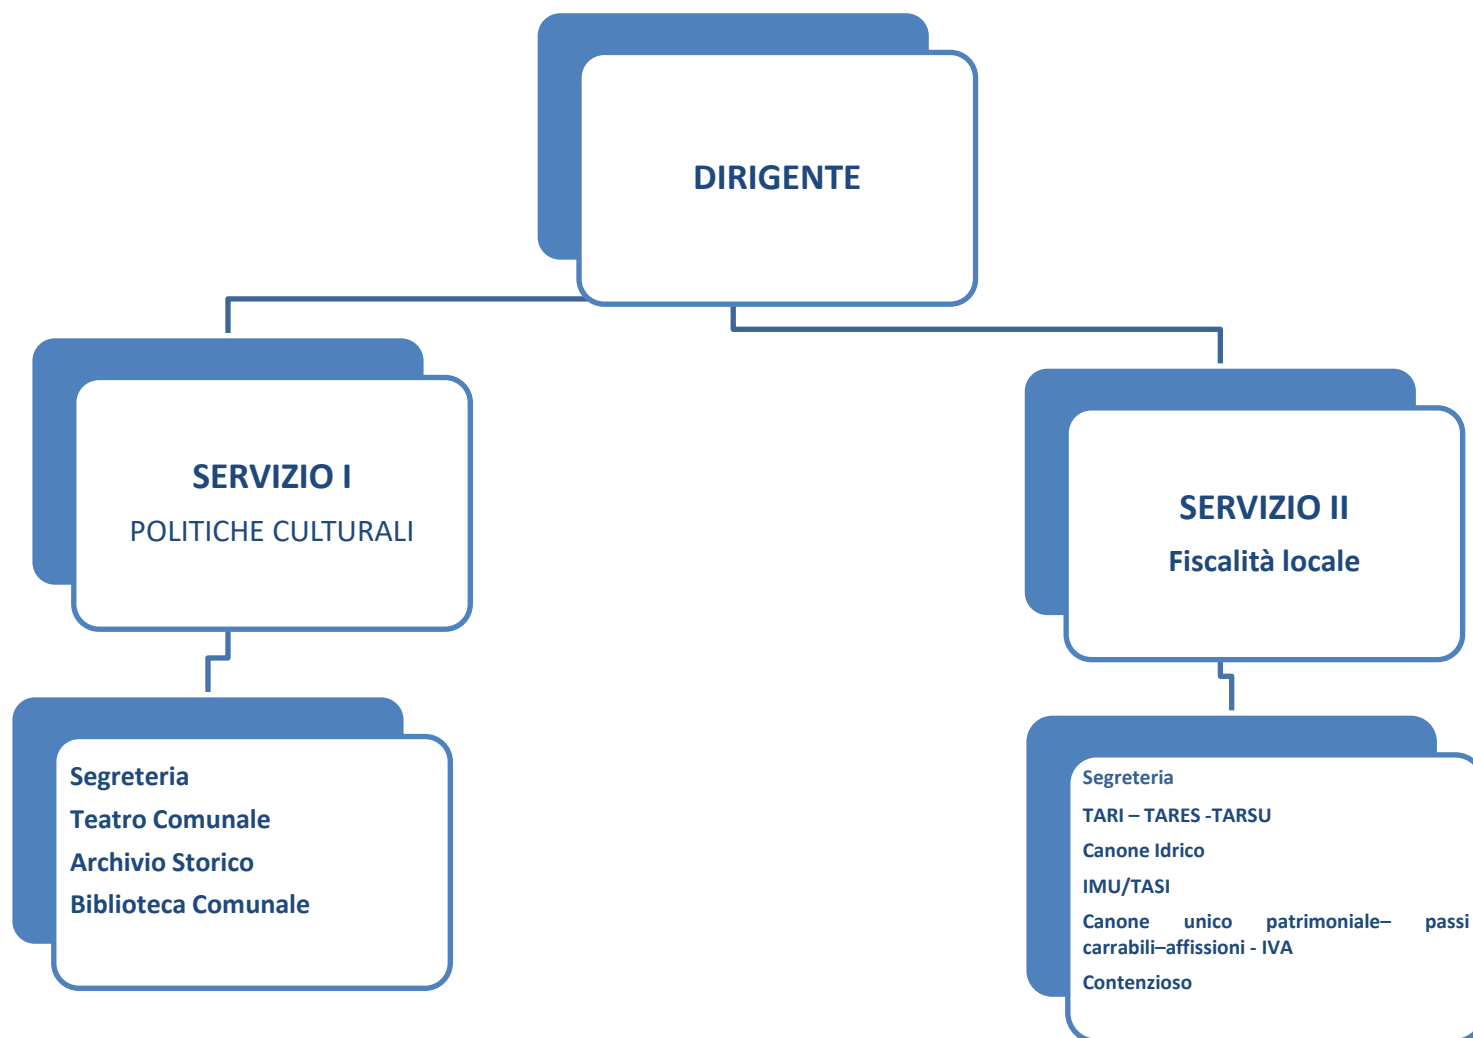 DIRIGENTE
SERVIZIO I
POLITICHE CULTURALI
SERVIZIO II
Fiscalità locale
Segreteria
Teatro Comunale
Archivio Storico
Biblioteca Comunale
Segreteria
TARI – TARES -TARSU
Canone Idrico
IMU/TASI
Canone unico patrimoniale– passi
carrabili–affissioni - IVA
Contenzioso